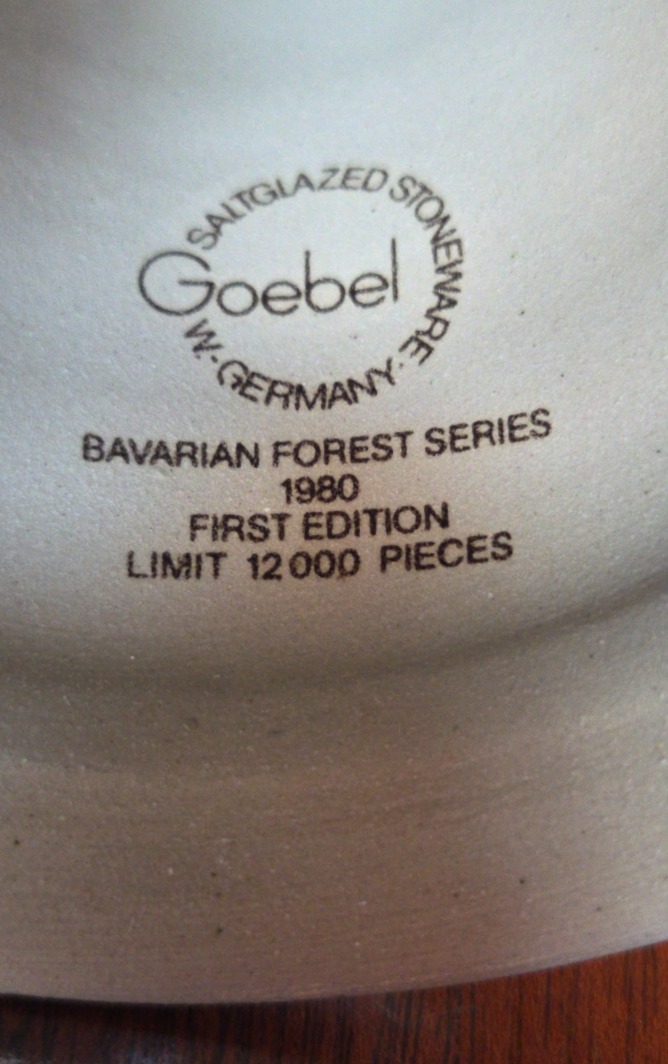 SALTGLAZED STONEWARE
Goebel
W.-GERMANY.
BAVARIAN FOREST SERIES
1980
FIRST EDITION
LIMIT 12000 PIECES